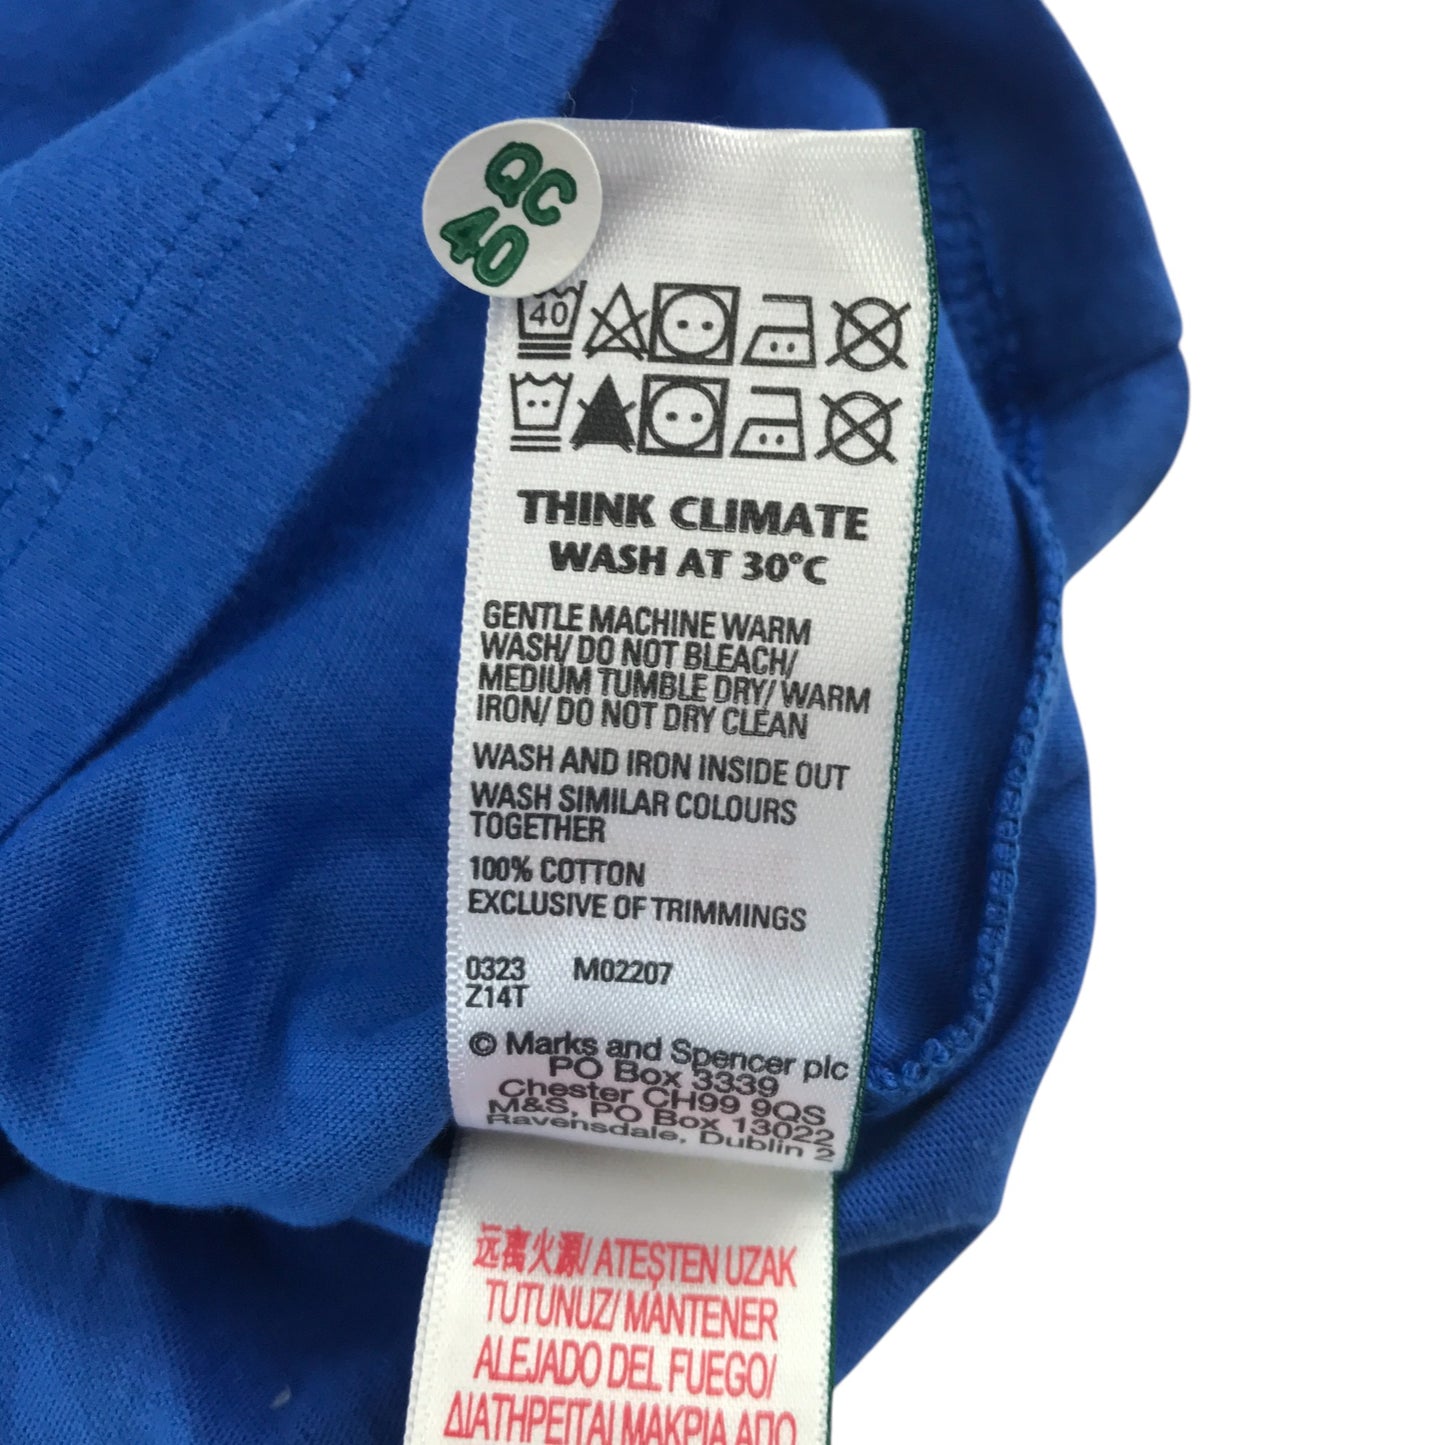 QC
40
40
THINK CLIMATE
WASH AT 30°C
GENTLE MACHINE WARM
WASH/ DO NOT BLEACH/
MEDIUM TUMBLE DRY/ WARM
IRON/ DO NOT DRY CLEAN
WASH AND IRON INSIDE OUT
WASH SIMILAR COLOURS
TOGETHER
100% COTTON
EXCLUSIVE OF TRIMMINGS
0323 M02207
Z14T
© Marks and Spencer plc
PO Box 3339
Chester CH99 9QS
M&S, PO Box 13022
Ravensdale, Dublin 2
远离火源/ ATEŞTEN UZAK
TUTUNUZ/ MANTENER
ALEJADO DEL FUEGO/
ΔΙΑΤΗΡΕΙΤΑΙ ΜΑΚΡΙΑ ΑΠΟ